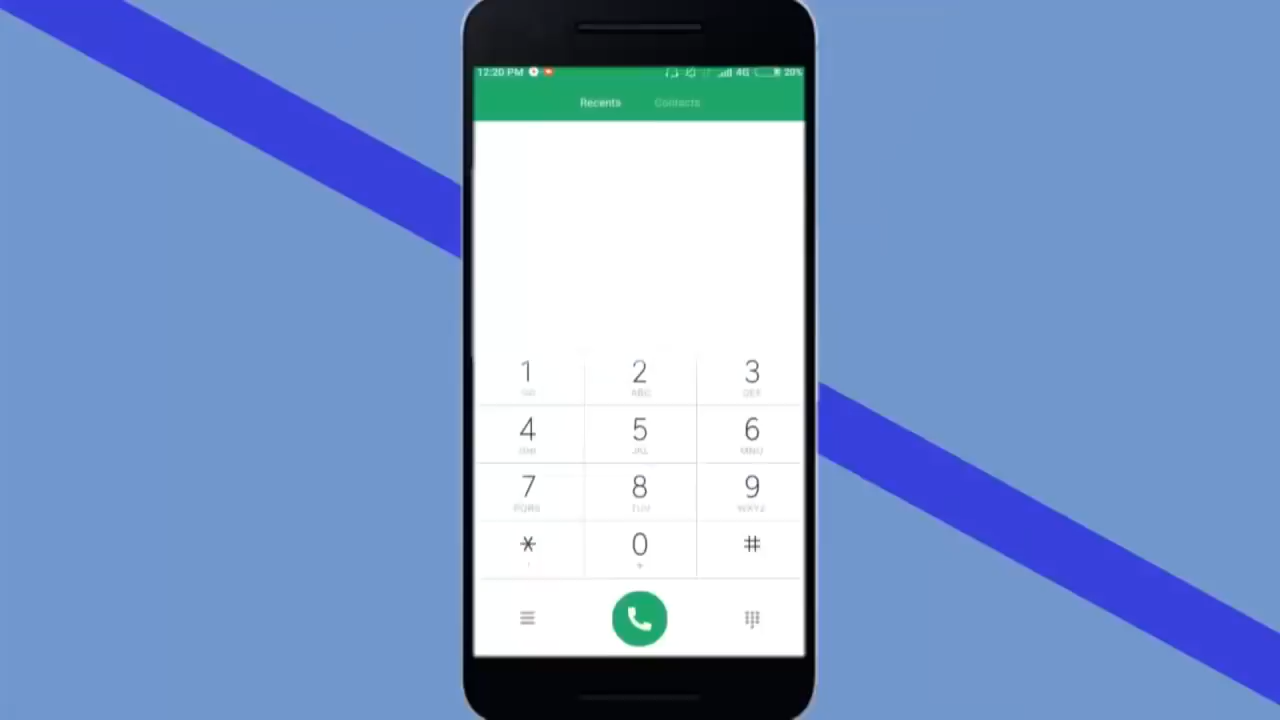 12:20 PM 4G 20%
Recents Contacts
1 2 3
ABC DEF
4 5 6
GHI JKL MNO
7 8 9
PQRS TUV WXYZ
* 0 #
+